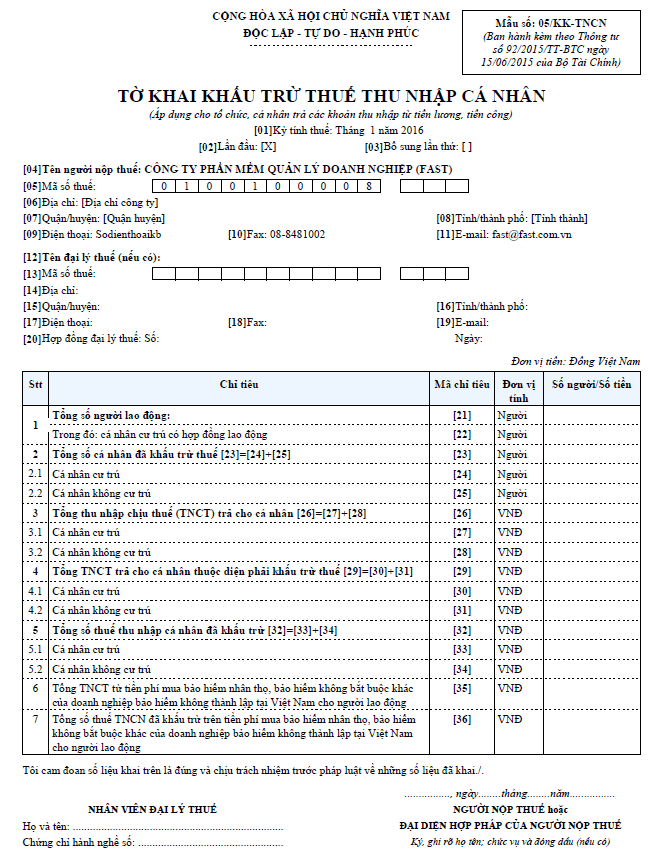 CỘNG HÒA XÃ HỘI CHỦ NGHĨA VIỆT NAM
ĐỘC LẬP - TỰ DO - HẠNH PHÚC
Mẫu số: 05/KK-TNCN
(Ban hành kèm theo Thông tư
số 92/2015/TT-BTC ngày
15/06/2015 của Bộ Tài Chính)
TỜ KHAI KHẤU TRỪ THUẾ THU NHẬP CÁ NHÂN
(Áp dụng cho tổ chức, cá nhân trả các khoản thu nhập từ tiền lương, tiền công)
[01]Kỳ tính thuế: Tháng 1 năm 2016
[02]Lần đầu: [X] [03]Bổ sung lần thứ: [ ]
[04]Tên người nộp thuế: CÔNG TY PHẦN MỀM QUẢN LÝ DOANH NGHIỆP (FAST)
[05]Mã số thuế: 0 1 0 0 1 0 0 0 0 8
[06]Địa chỉ: [Địa chỉ công ty]
[07]Quận/huyện: [Quận huyện] [08]Tỉnh/thành phố: [Tỉnh thành]
[09]Điện thoại: Sodienthoaikb [10]Fax: 08-8481002 [11]E-mail: fast@fast.com.vn
[12]Tên đại lý thuế (nếu có):
[13]Mã số thuế:
[14]Địa chỉ:
[15]Quận/huyện: [16]Tỉnh/thành phố:
[17]Điện thoại: [18]Fax: [19]E-mail:
[20]Hợp đồng đại lý thuế: Số: Ngày:
Đơn vị tiền: Đồng Việt Nam
Stt Chỉ tiêu Mã chỉ tiêu Đơn vị tính Số người/Số tiền
1 Tổng số người lao động: [21] Người
Trong đó: cá nhân cư trú có hợp đồng lao động [22] Người
2 Tổng số cá nhân đã khấu trừ thuế [23]=[24]+[25] [23] Người
2.1 Cá nhân cư trú [24] Người
2.2 Cá nhân không cư trú [25] Người
3 Tổng thu nhập chịu thuế (TNCT) trả cho cá nhân [26]=[27]+[28] [26] VNĐ
3.1 Cá nhân cư trú [27] VNĐ
3.2 Cá nhân không cư trú [28] VNĐ
4 Tổng TNCT trả cho cá nhân thuộc diện phải khấu trừ thuế [29]=[30]+[31] [29] VNĐ
4.1 Cá nhân cư trú [30] VNĐ
4.2 Cá nhân không cư trú [31] VNĐ
5 Tổng số thuế thu nhập cá nhân đã khấu trừ [32]=[33]+[34] [32] VNĐ
5.1 Cá nhân cư trú [33] VNĐ
5.2 Cá nhân không cư trú [34] VNĐ
6 Tổng TNCT từ tiền phí mua bảo hiểm nhân thọ, bảo hiểm không bắt buộc khác [35] VNĐ
của doanh nghiệp bảo hiểm không thành lập tại Việt Nam cho người lao động
7 Tổng số thuế TNCN đã khấu trừ trên tiền phí mua bảo hiểm nhân thọ, bảo hiểm [36] VNĐ
không bắt buộc khác của doanh nghiệp bảo hiểm không thành lập tại Việt Nam
cho người lao động
Tôi cam đoan số liệu khai trên là đúng và chịu trách nhiệm trước pháp luật về những số liệu đã khai./.
................, ngày........tháng........năm................
NHÂN VIÊN ĐẠI LÝ THUẾ NGƯỜI NỘP THUẾ hoặc
Họ và tên: ................................................ ĐẠI DIỆN HỢP PHÁP CỦA NGƯỜI NỘP THUẾ
Chứng chỉ hành nghề số: ................................ Ký, ghi rõ họ tên; chức vụ và đóng dấu (nếu có)